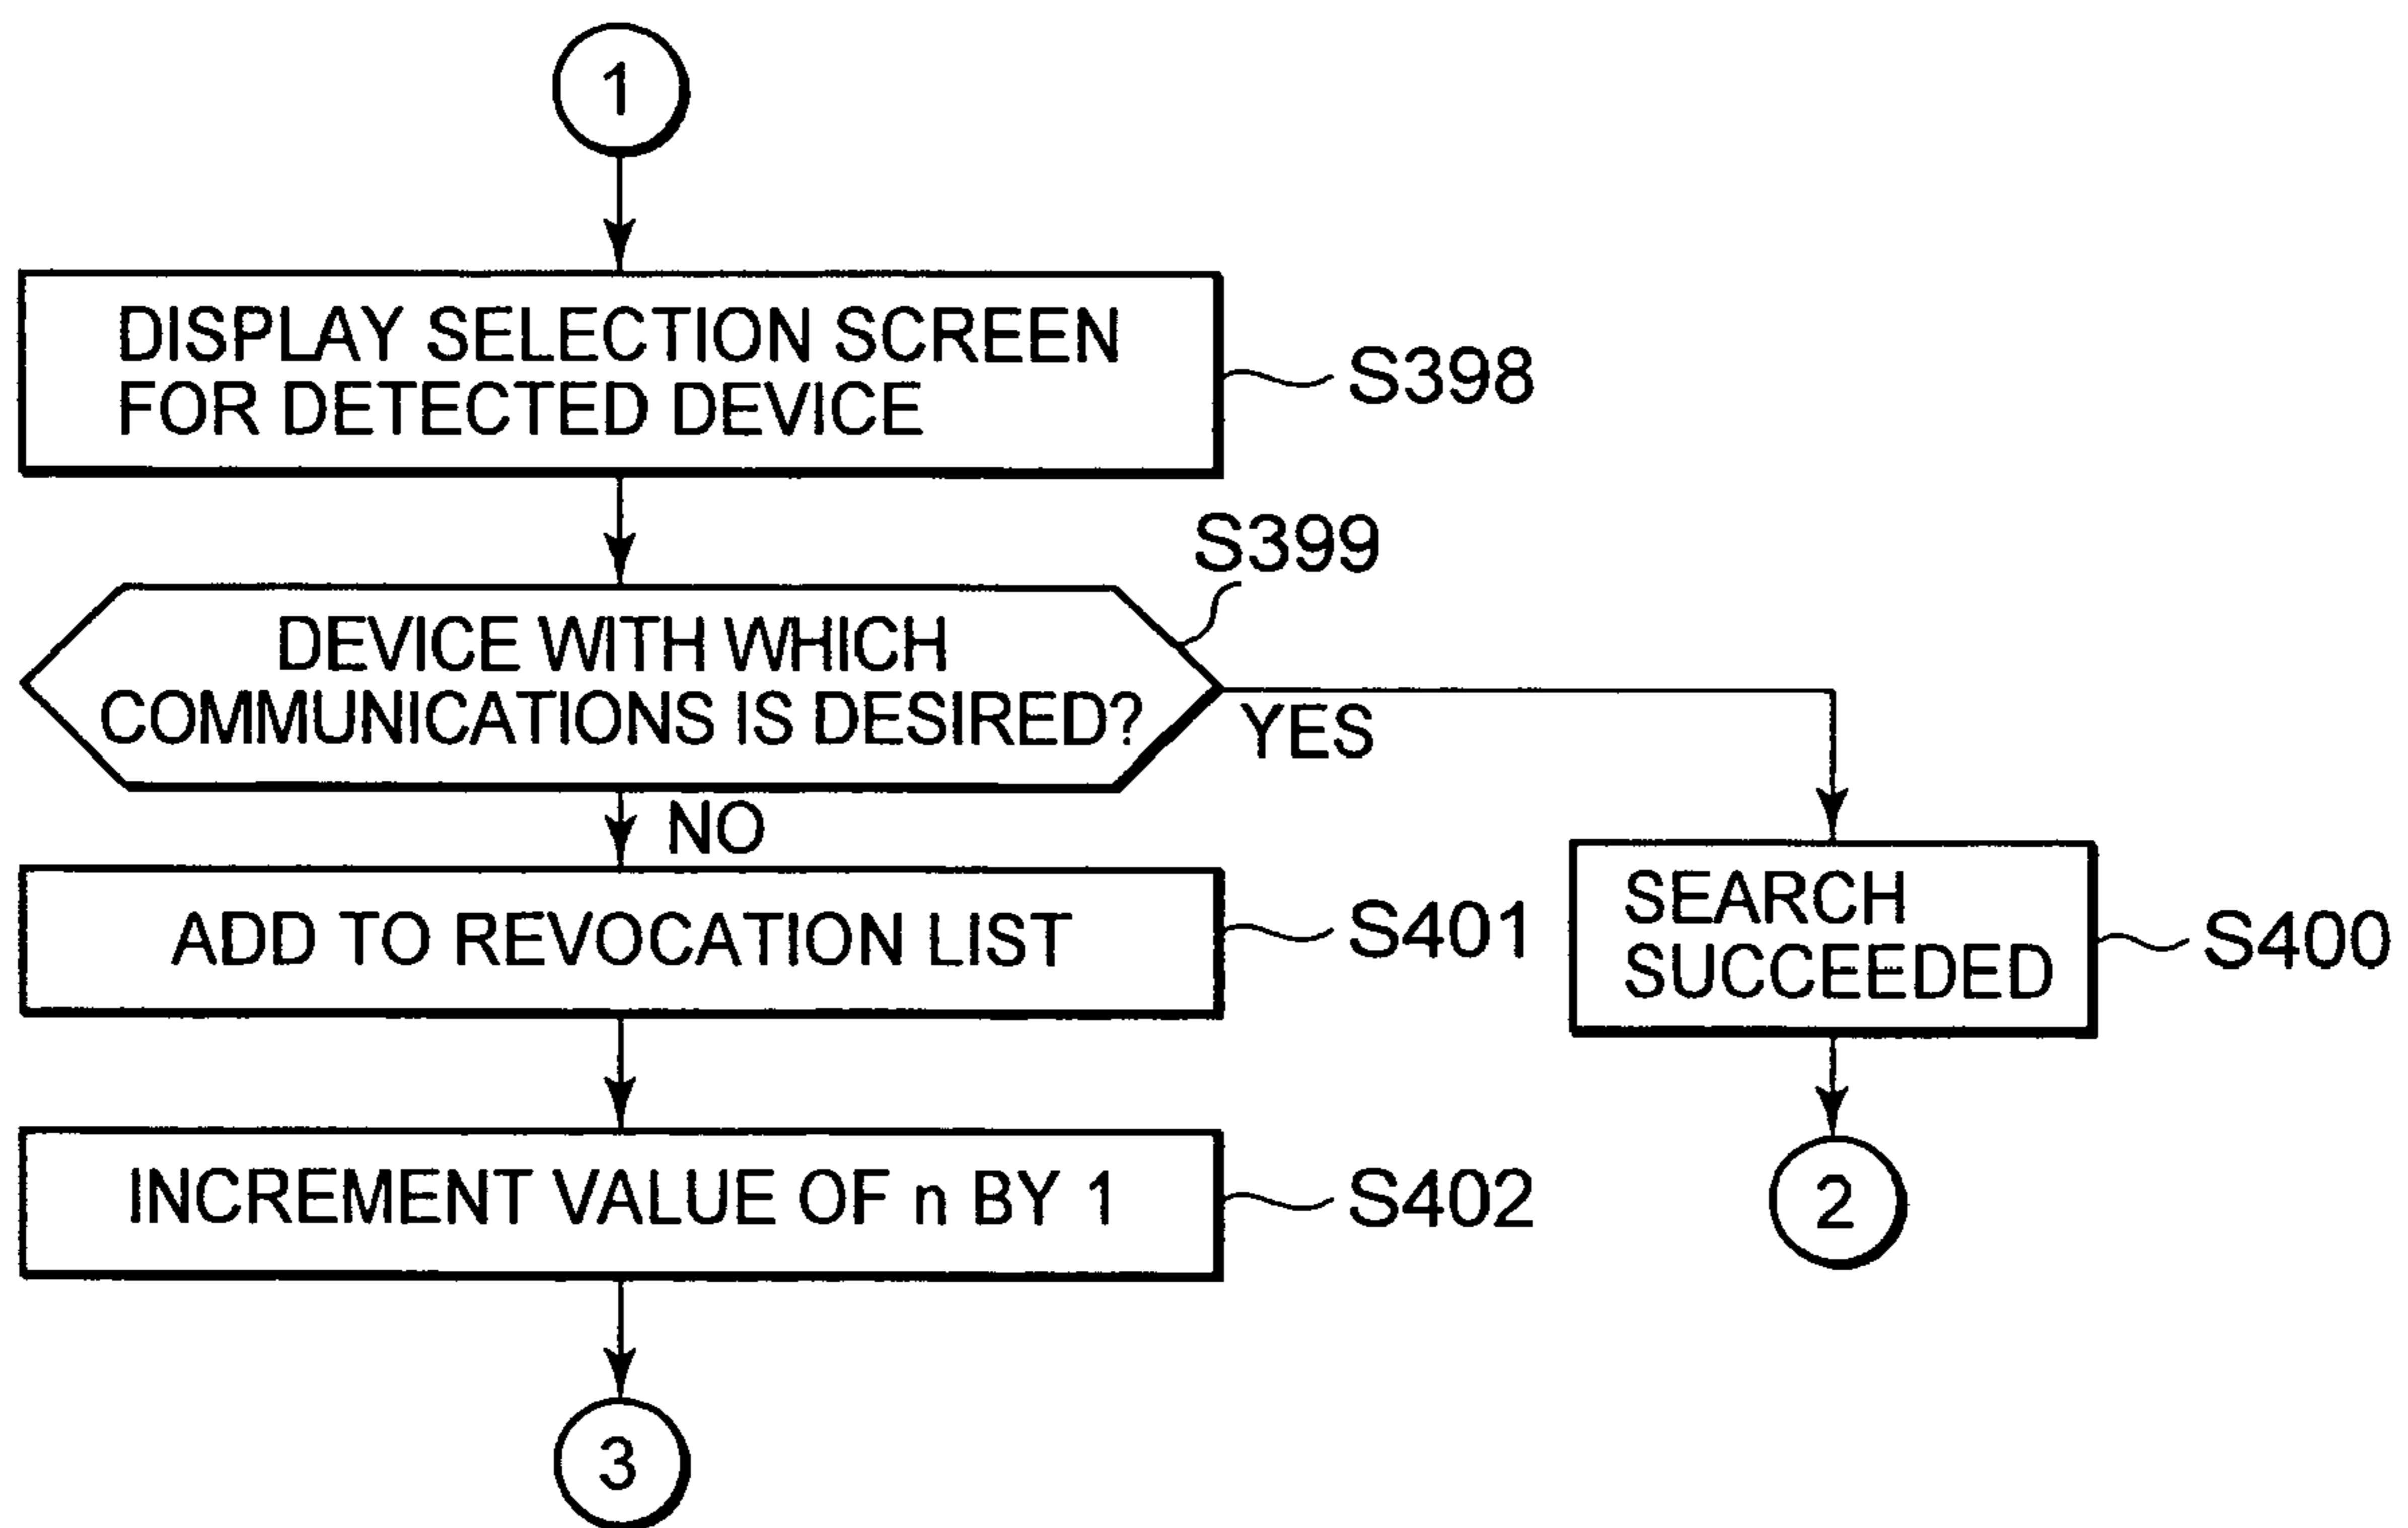 1
DISPLAY SELECTION SCREEN
FOR DETECTED DEVICE
S398
S399
DEVICE WITH WHICH
COMMUNICATIONS IS DESIRED?
YES
NO
ADD TO REVOCATION LIST
S401
SEARCH
SUCCEEDED
S400
INCREMENT VALUE OF n BY 1
S402
2
3